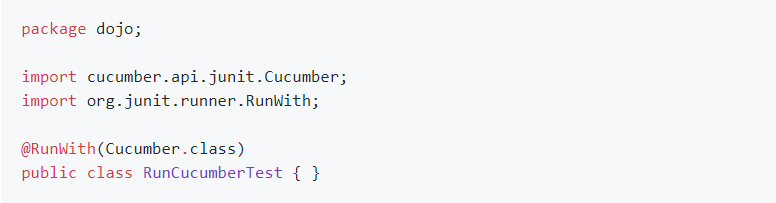 package dojo;
import cucumber.api.junit.Cucumber;
import org.junit.runner.RunWith;
@RunWith(Cucumber.class)
public class RunCucumberTest { }